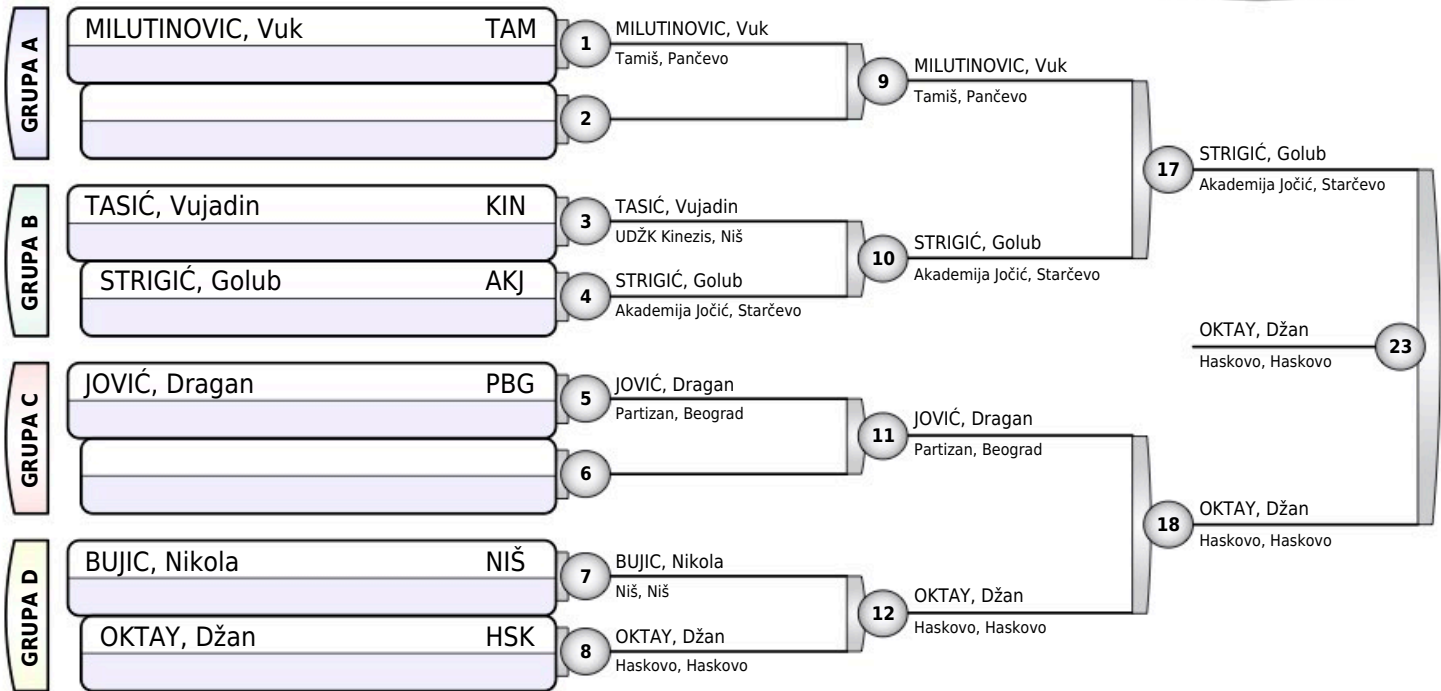 GRUPA A
MILUTINOVIC, Vuk TAM
1
MILUTINOVIC, Vuk
Tamiš, Pančevo
2
9
MILUTINOVIC, Vuk
Tamiš, Pančevo
GRUPA B
TASIĆ, Vujadin KIN
STRIGIĆ, Golub AKJ
3
TASIĆ, Vujadin
UDŽK Kinezis, Niš
4
STRIGIĆ, Golub
Akademija Jočić, Starčevo
10
STRIGIĆ, Golub
Akademija Jočić, Starčevo
17
STRIGIĆ, Golub
Akademija Jočić, Starčevo
OKTAY, Džan
Haskovo, Haskovo
23
GRUPA C
JOVIĆ, Dragan PBG
5
JOVIĆ, Dragan
Partizan, Beograd
6
11
JOVIĆ, Dragan
Partizan, Beograd
18
OKTAY, Džan
Haskovo, Haskovo
GRUPA D
BUJIC, Nikola NIŠ
OKTAY, Džan HSK
7
BUJIC, Nikola
Niš, Niš
8
OKTAY, Džan
Haskovo, Haskovo
12
OKTAY, Džan
Haskovo, Haskovo